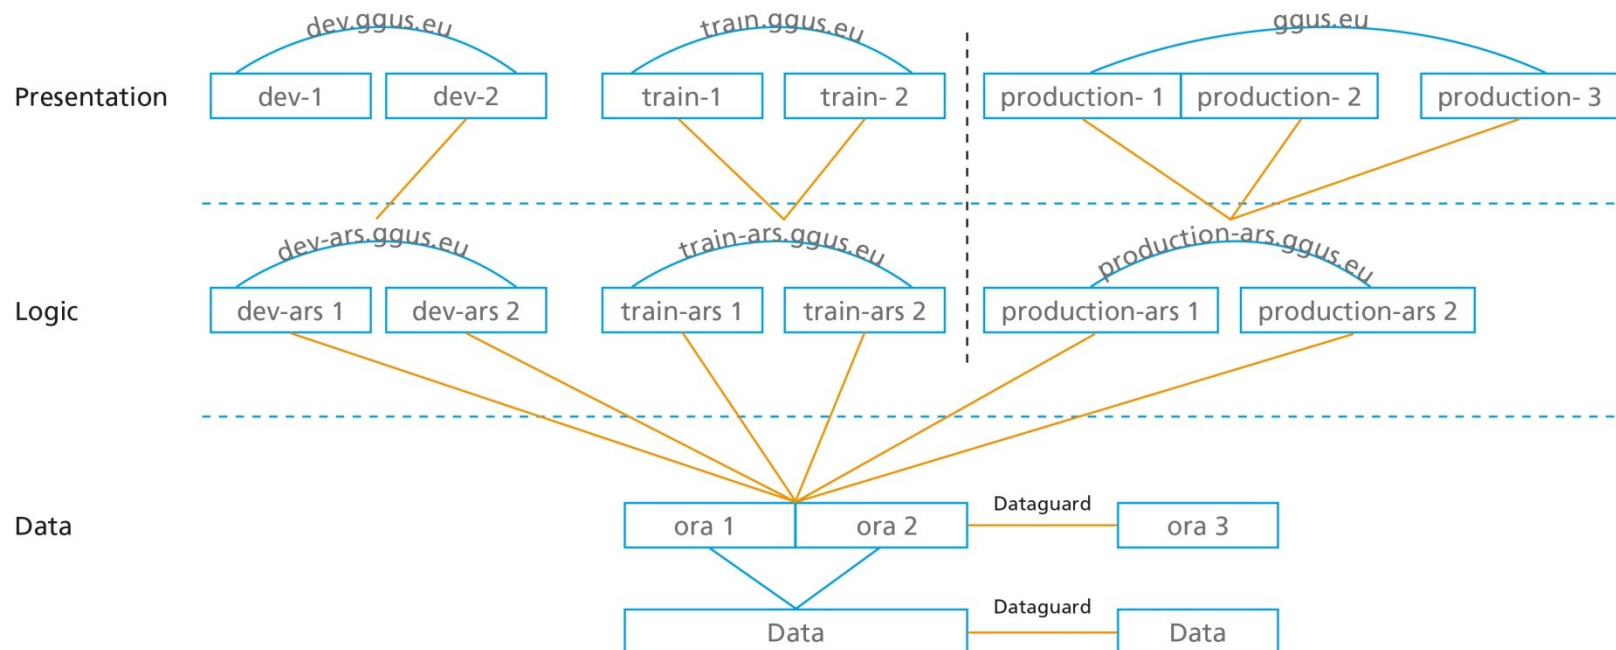 dev.ggus.eu
train.ggus.eu
ggus.eu
Presentation
dev-1
dev-2
train-1
train- 2
production- 1
production- 2
production- 3
dev-ars.ggus.eu
train-ars.ggus.eu
production-ars.ggus.eu
Logic
dev-ars 1
dev-ars 2
train-ars 1
train-ars 2
production-ars 1
production-ars 2
Data
ora 1
ora 2
Dataguard
ora 3
Data
Dataguard
Data